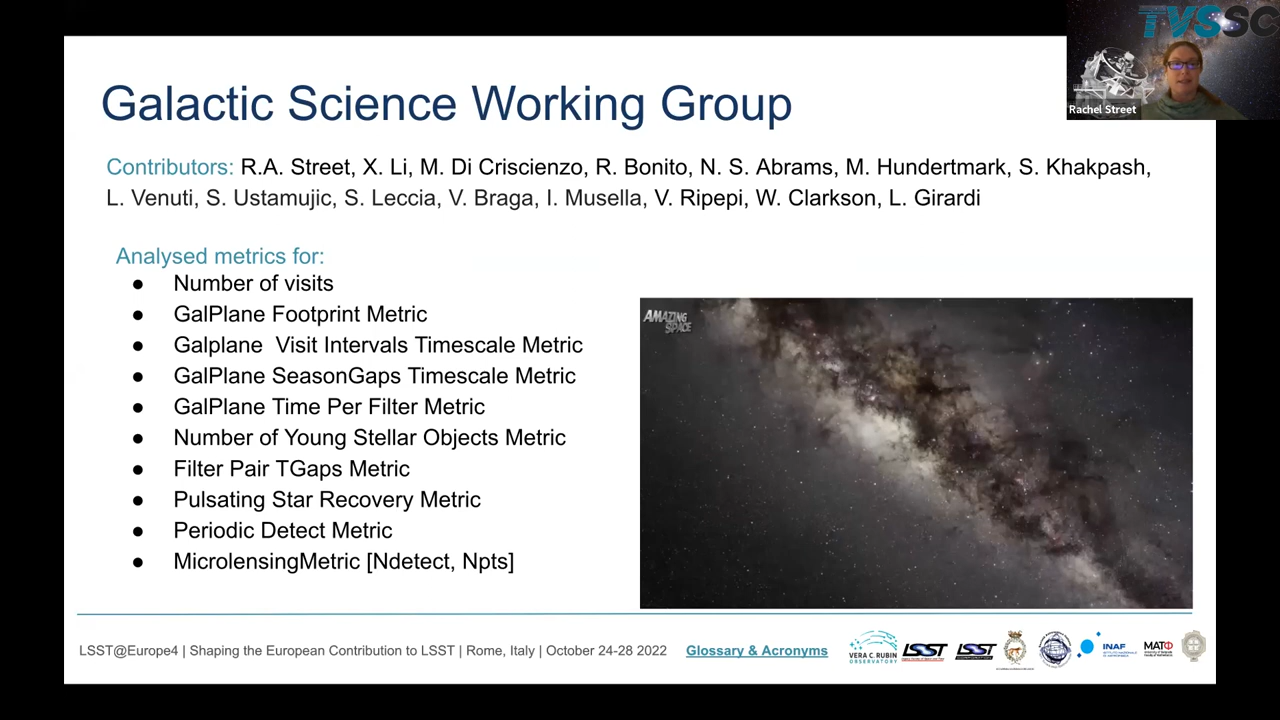 TVSSC
Rachel Street
Galactic Science Working Group
Contributors: R.A. Street, X. Li, M. Di Criscienzo, R. Bonito, N. S. Abrams, M. Hundertmark, S. Khakpash,
L. Venuti, S. Ustamujic, S. Leccia, V. Braga, I. Musella, V. Ripepi, W. Clarkson, L. Girardi
Analysed metrics for:
● Number of visits
● GalPlane Footprint Metric
● Galplane Visit Intervals Timescale Metric
● GalPlane SeasonGaps Timescale Metric
● GalPlane Time Per Filter Metric
● Number of Young Stellar Objects Metric
● Filter Pair TGaps Metric
● Pulsating Star Recovery Metric
● Periodic Detect Metric
● MicrolensingMetric [Ndetect, Npts]
AMAZING
SPACE
LSST@Europe4 | Shaping the European Contribution to LSST | Rome, Italy | October 24-28 2022 Glossary & Acronyms
VERA C. RUBIN
OBSERVATORY
LSST
LSST
INAF